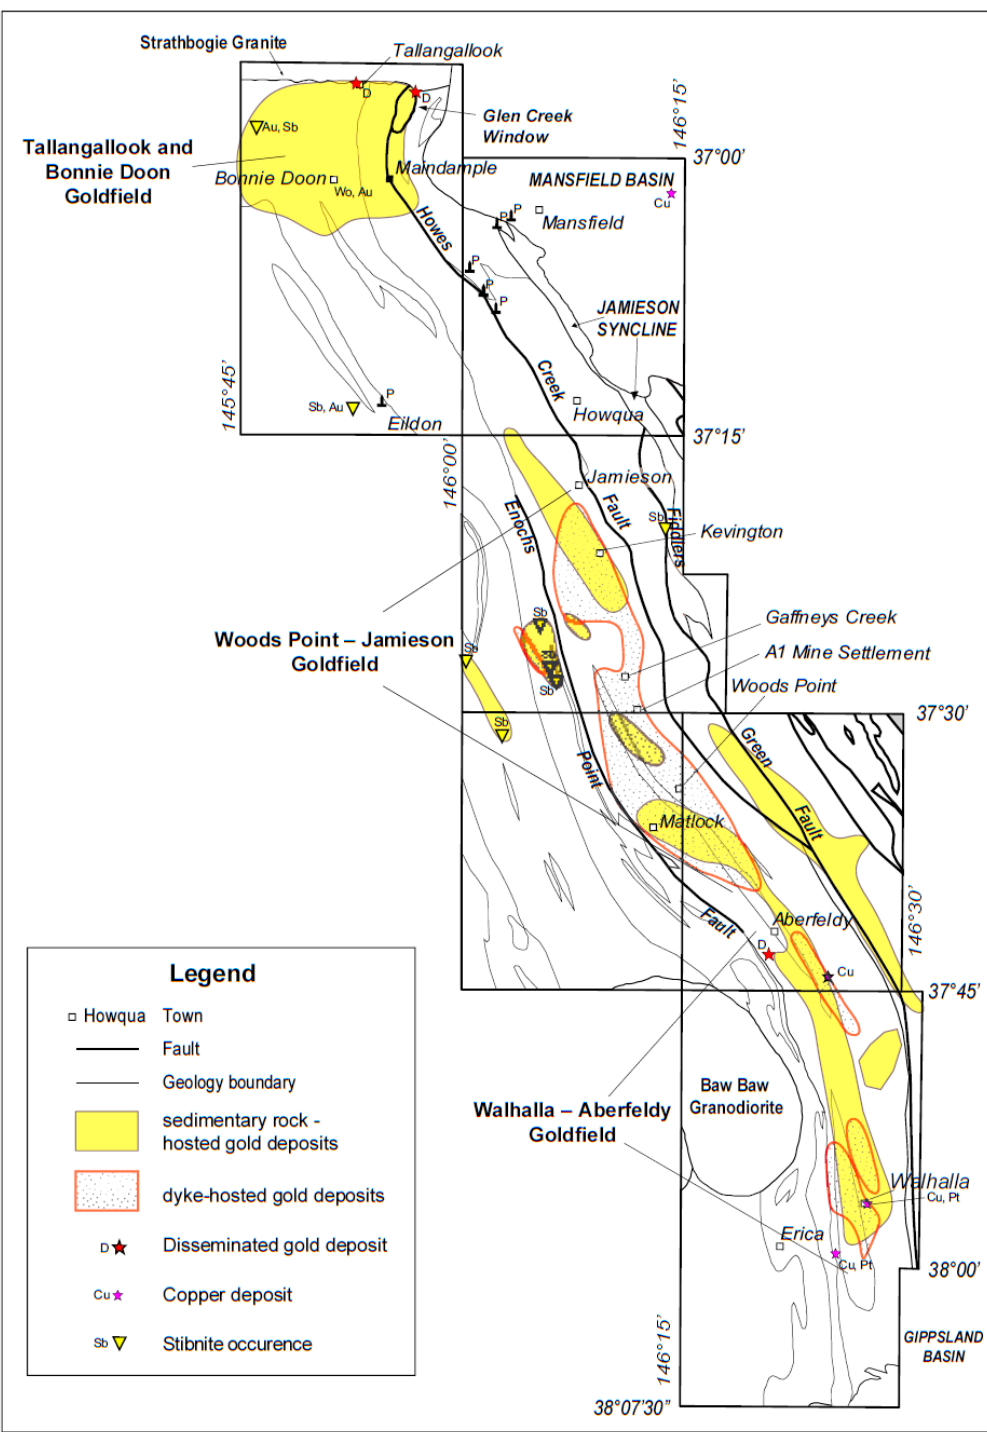 Strathbogie Granite
Tallangallook
D
D
Glen Creek
Window
146°15'
Au, Sb
Tallangallook and
Bonnie Doon
Goldfield
37°00'
Maindample
Bonnie Doon
Wo, Au
MANSFIELD BASIN
Cu
Howes
P
P
Mansfield
P
P
P
JAMIESON
SYNCLINE
145°45'
Creek
P
Sb, Au
Howqua
Eildon
37°15'
146°00'
Jamieson
Enochs
Fault
Sb
Fiddlers
Kevington
Sb
Gaffneys Creek
Woods Point – Jamieson
Goldfield
A1 Mine Settlement
Sb
Sb
Woods Point
Sb
37°30'
Green
Point
Fault
Matlock
146°30'
Aberfeldy
Fault
D
Cu
37°45'
Baw Baw
Granodiorite
Walhalla – Aberfeldy
Goldfield
Walhalla
Cu, Pt
Erica
Cu, Pt
38°00'
146°15'
GIPPSLAND
BASIN
38°07'30"
Legend
Howqua Town
Fault
Geology boundary
sedimentary rock -
hosted gold deposits
dyke-hosted gold deposits
D Disseminated gold deposit
Cu Copper deposit
Sb Stibnite occurence